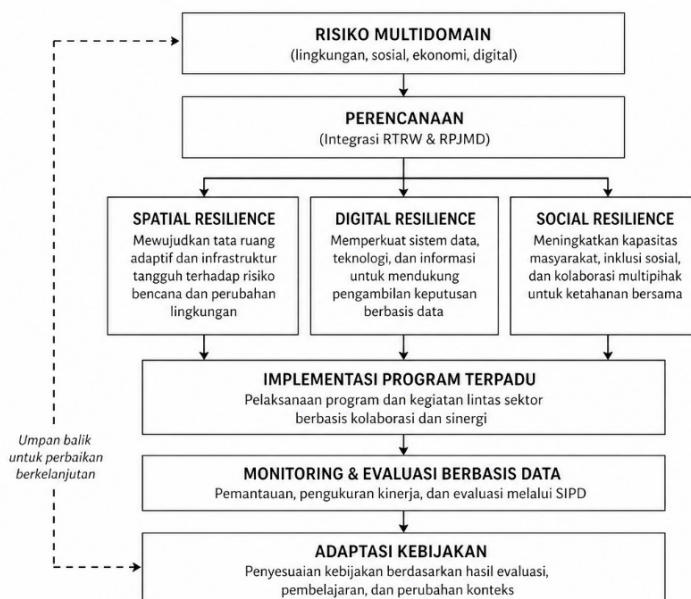 RISIKO MULTIDOMAIN
(lingkungan, sosial, ekonomi, digital)
PERENCANAAN
(Integrasi RTRW & RPJMD)
SPATIAL RESILIENCE
Mewujudkan tata ruang
adaptif dan infrastruktur
tangguh terhadap risiko
bencana dan perubahan
lingkungan
DIGITAL RESILIENCE
Memperkuat sistem data,
teknologi, dan informasi
untuk mendukung
pengambilan keputusan
berbasis data
SOCIAL RESILIENCE
Meningkatkan kapasitas
masyarakat, inklusi sosial,
dan kolaborasi multipihak
untuk ketahanan bersama
IMPLEMENTASI PROGRAM TERPADU
Pelaksanaan program dan kegiatan lintas sektor
berbasis kolaborasi dan sinergi
Umpan balik
untuk perbaikan
berkelanjutan
MONITORING & EVALUASI BERBASIS DATA
Pemantauan, pengukuran kinerja, dan evaluasi melalui SIPD
ADAPTASI KEBIJAKAN
Penyesuaian kebijakan berdasarkan hasil evaluasi,
pembelajaran, dan perubahan konteks